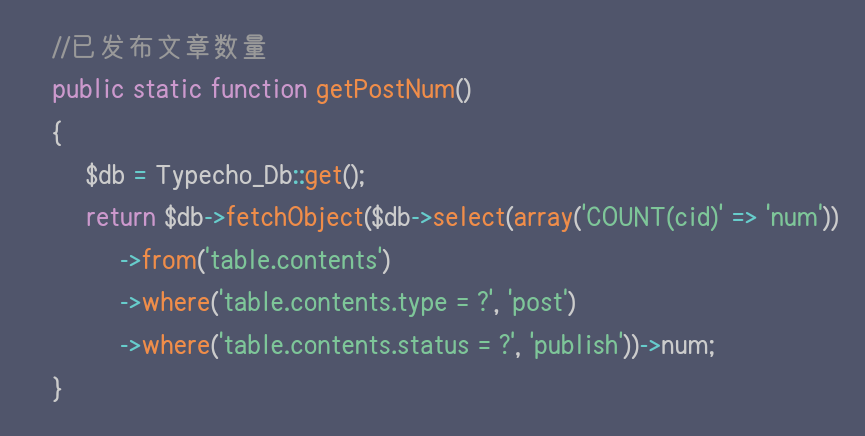 //已发布文章数量
public static function getPostNum()
{
$db = Typecho_Db::get();
return $db->fetchObject($db->select(array('COUNT(cid)' => 'num'))
->from('table.contents')
->where('table.contents.type = ?', 'post')
->where('table.contents.status = ?', 'publish'))->num;
}